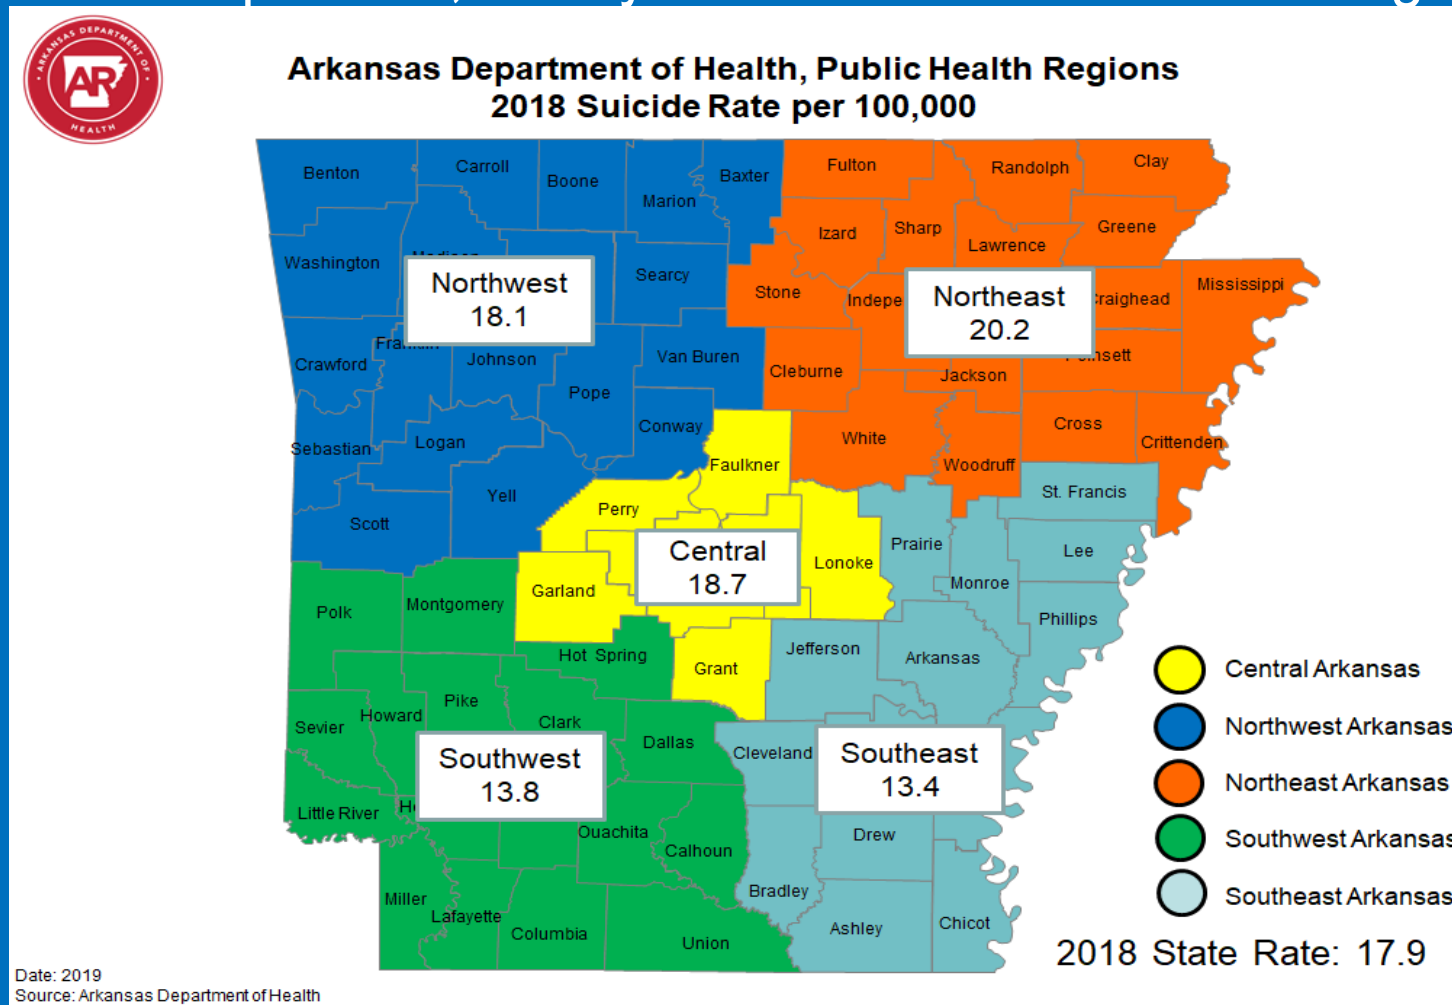 ARKANSAS DEPARTMENT OF
AR
HEALTH
Arkansas Department of Health, Public Health Regions
2018 Suicide Rate per 100,000
Benton
Carroll
Boone
Marion
Baxter
Fulton
Randolph
Clay
Washington
Searcy
Izard
Sharp
Lawrence
Greene
Northwest
18.1
Stone
Northeast
20.2
Mississippi
Crawford
Johnson
Pope
Van Buren
Cleburne
Jackson
Sebastian
Logan
Conway
White
Cross
Crittenden
Scott
Yell
Faulkner
Woodruff
St. Francis
Perry
Central
18.7
Lonoke
Prairie
Lee
Garland
Monroe
Phillips
Polk
Montgomery
Hot Spring
Grant
Jefferson
Arkansas
Sevier
Howard
Pike
Clark
Dallas
Cleveland
Southwest
13.8
Southeast
13.4
Little River
Ouachita
Calhoun
Drew
Miller
Lafayette
Columbia
Union
Bradley
Ashley
Chicot
Central Arkansas
Northwest Arkansas
Northeast Arkansas
Southwest Arkansas
Southeast Arkansas
2018 State Rate: 17.9
Date: 2019
Source: Arkansas Department of Health